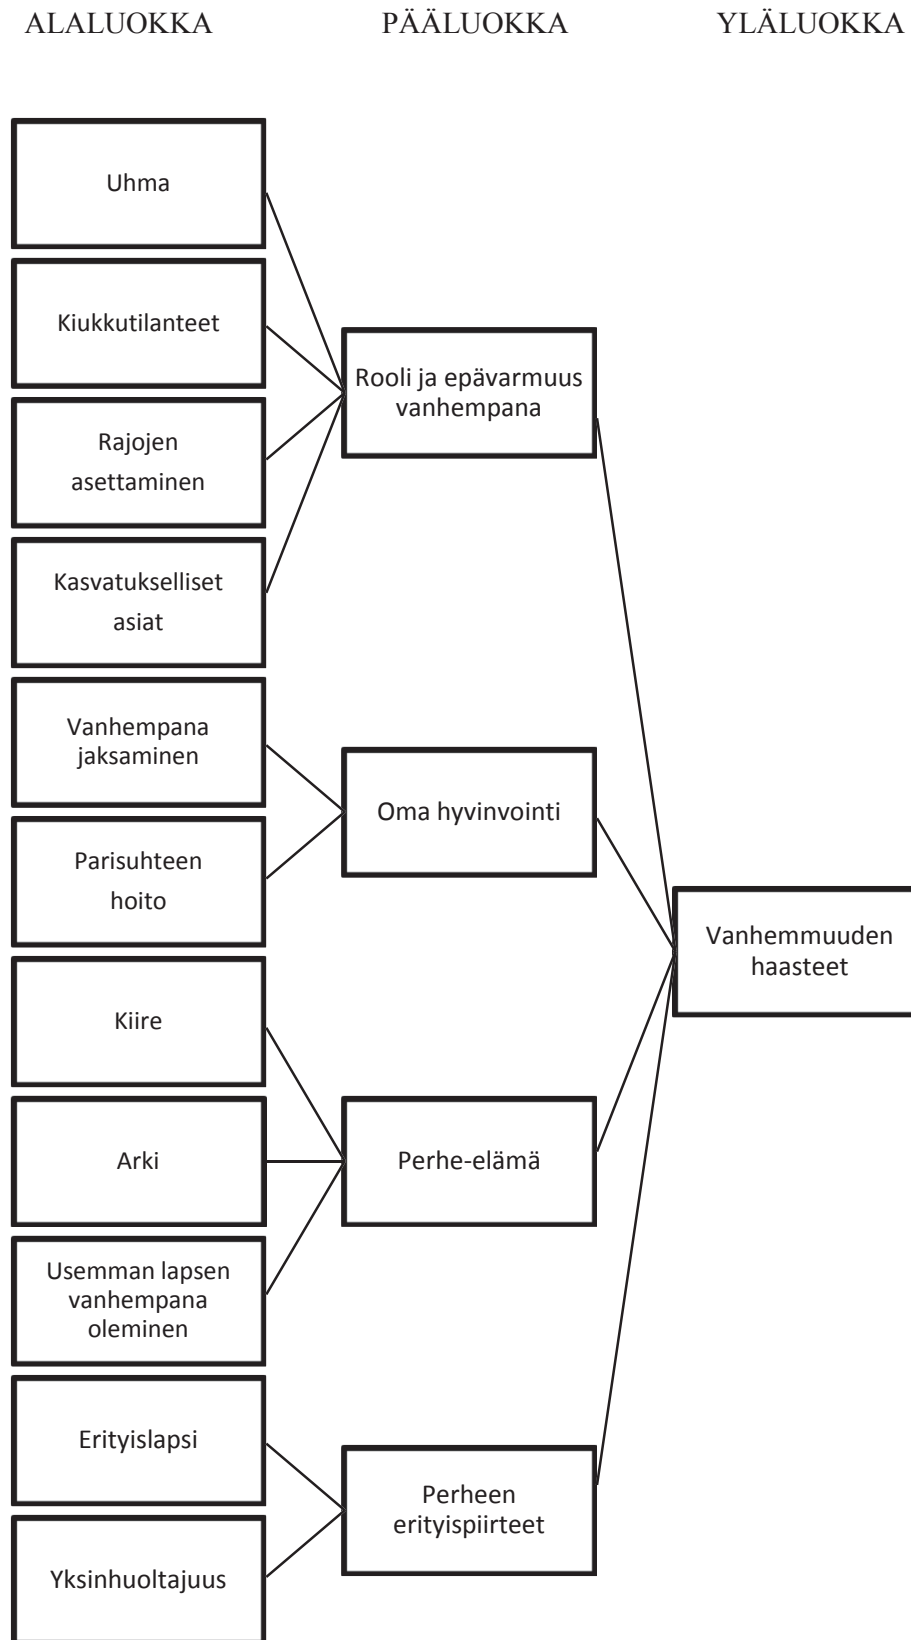 ALALUOKKA PÄÄLUOKKA YLÄLUOKKA
Uhma
Kiukkutilanteet
Rajojen
asettaminen
Kasvatukselliset
asiat
Vanhempana
jaksaminen
Parisuhteen
hoito
Kiire
Arki
Usemman lapsen
vanhempana
oleminen
Erityislapsi
Yksinhuoltajuus
Rooli ja epävarmuus
vanhempana
Oma hyvinvointi
Perhe-elämä
Perheen
erityispiirteet
Vanhemmuuden
haasteet